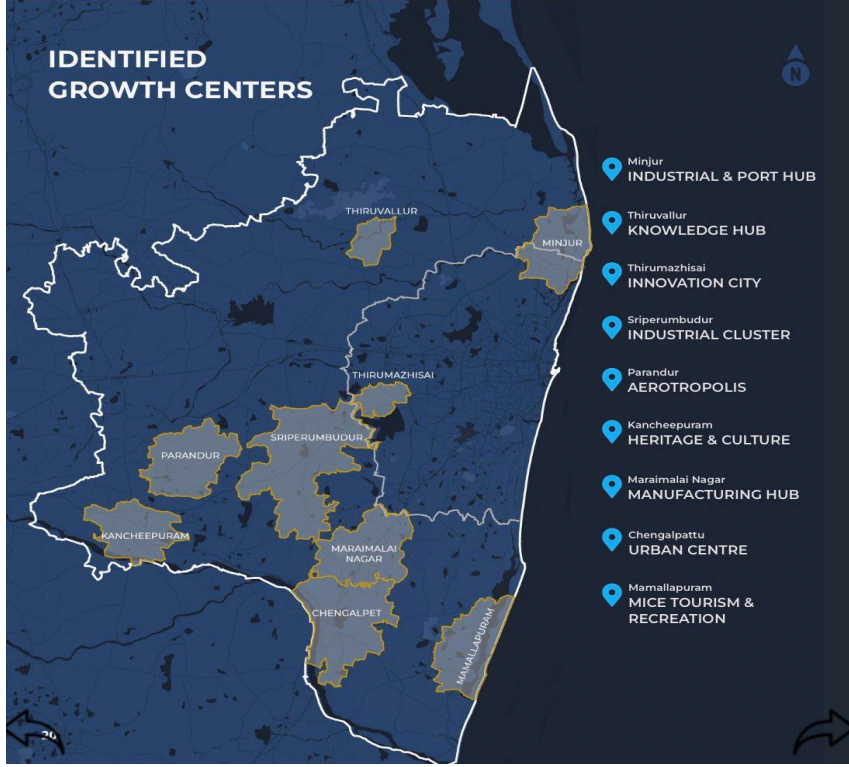 IDENTIFIED
GROWTH CENTERS
N
THIRUVALLUR
MINJUR
THIRUMAZHISAI
SRIPERUMBUDUR
PARANDUR
KANCHEEPURAM
MARAIMALAI
NAGAR
CHENGALPET
MAMALLAPURAM
Minjur
INDUSTRIAL & PORT HUB
Thiruvallur
KNOWLEDGE HUB
Thirumazhisai
INNOVATION CITY
Sriperumbudur
INDUSTRIAL CLUSTER
Parandur
AEROTROPOLIS
Kancheepuram
HERITAGE & CULTURE
Maraimalai Nagar
MANUFACTURING HUB
Chengalpattu
URBAN CENTRE
Mamallapuram
MICE TOURISM &
RECREATION
20